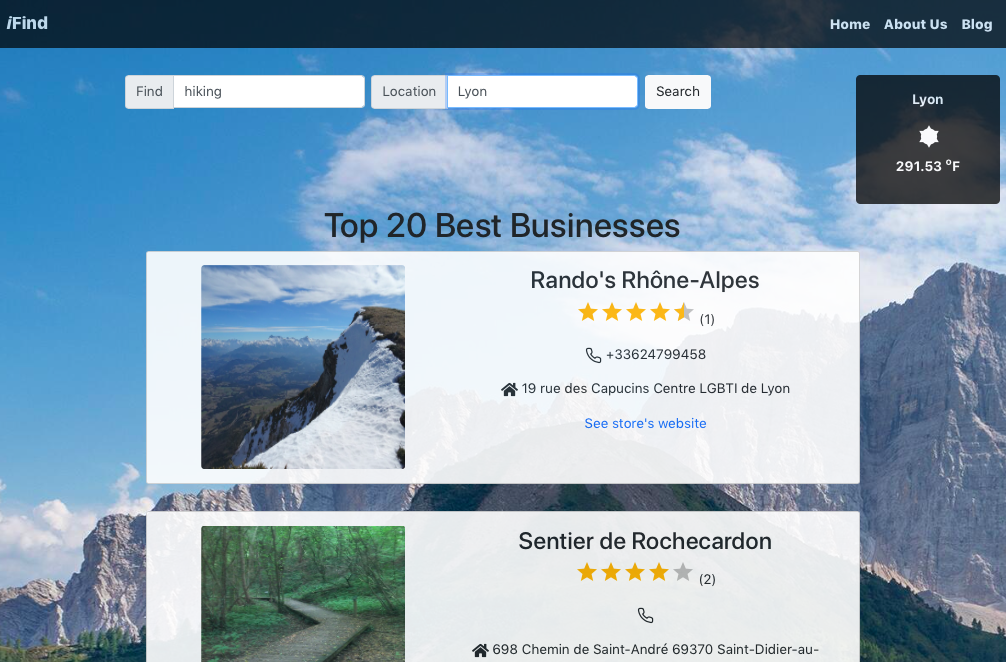 iFind
Home About Us Blog
Find hiking Location Lyon Search
Lyon
291.53 °F
Top 20 Best Businesses
Rando's Rhône-Alpes
(1)
+33624799458
19 rue des Capucins Centre LGBTI de Lyon
See store's website
Sentier de Rochecardon
(2)
698 Chemin de Saint-André 69370 Saint-Didier-au-